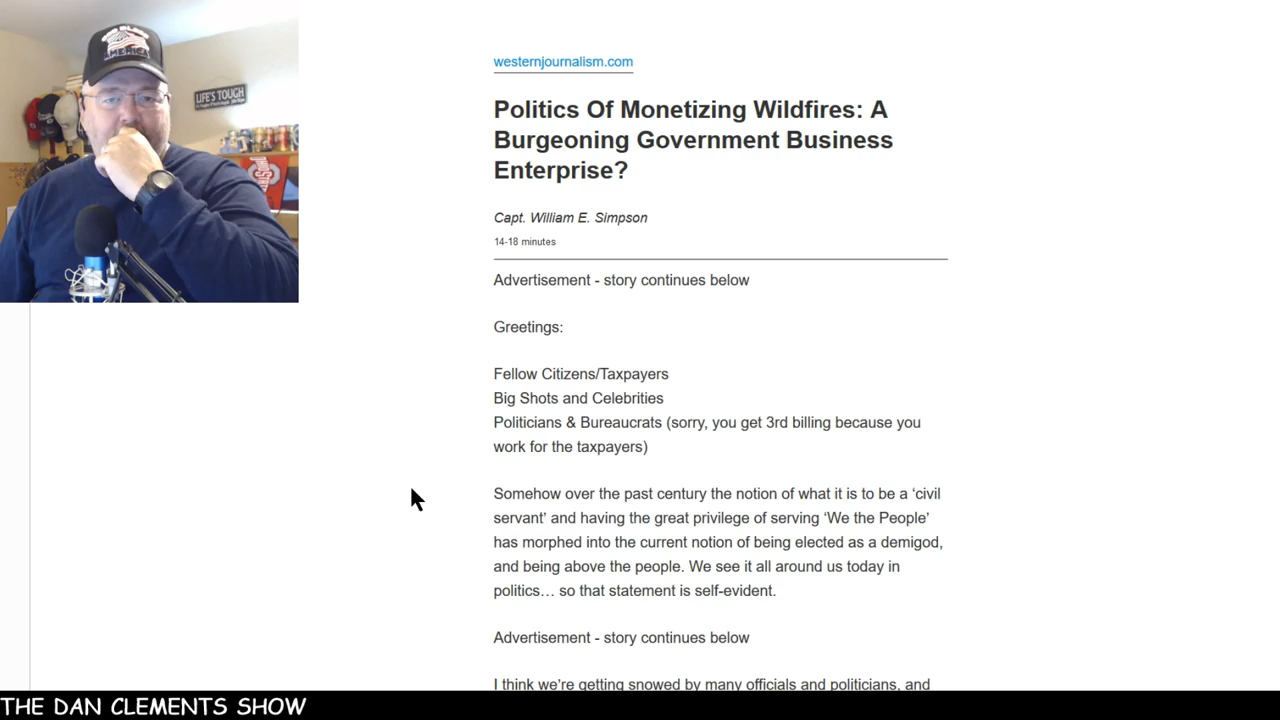 westernjournalism.com
Politics Of Monetizing Wildfires: A
Burgeoning Government Business
Enterprise?
Capt. William E. Simpson
14-18 minutes
Advertisement - story continues below
Greetings:
Fellow Citizens/Taxpayers
Big Shots and Celebrities
Politicians & Bureaucrats (sorry, you get 3rd billing because you
work for the taxpayers)
Somehow over the past century the notion of what it is to be a ‘civil
servant’ and having the great privilege of serving ‘We the People’
has morphed into the current notion of being elected as a demigod,
and being above the people. We see it all around us today in
politics… so that statement is self-evident.
Advertisement - story continues below
I think we’re getting snowed by many officials and politicians, and
LIFE'S TOUGH
AMERICA
THE DAN CLEMENTS SHOW